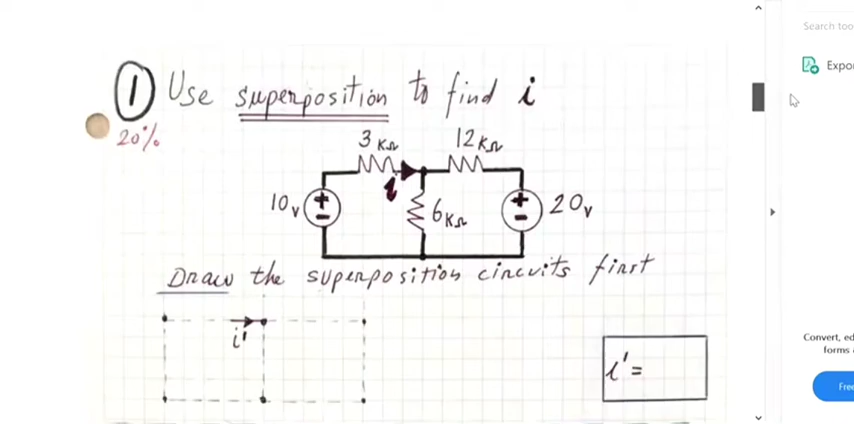 Search too
① Use superposition to find i
Expo
20%
3 KΩ 12 KΩ
i
10v + - 6 KΩ + - 20v
Draw the superposition circuits first
i'
Convert, ed
forms
i' =
Free